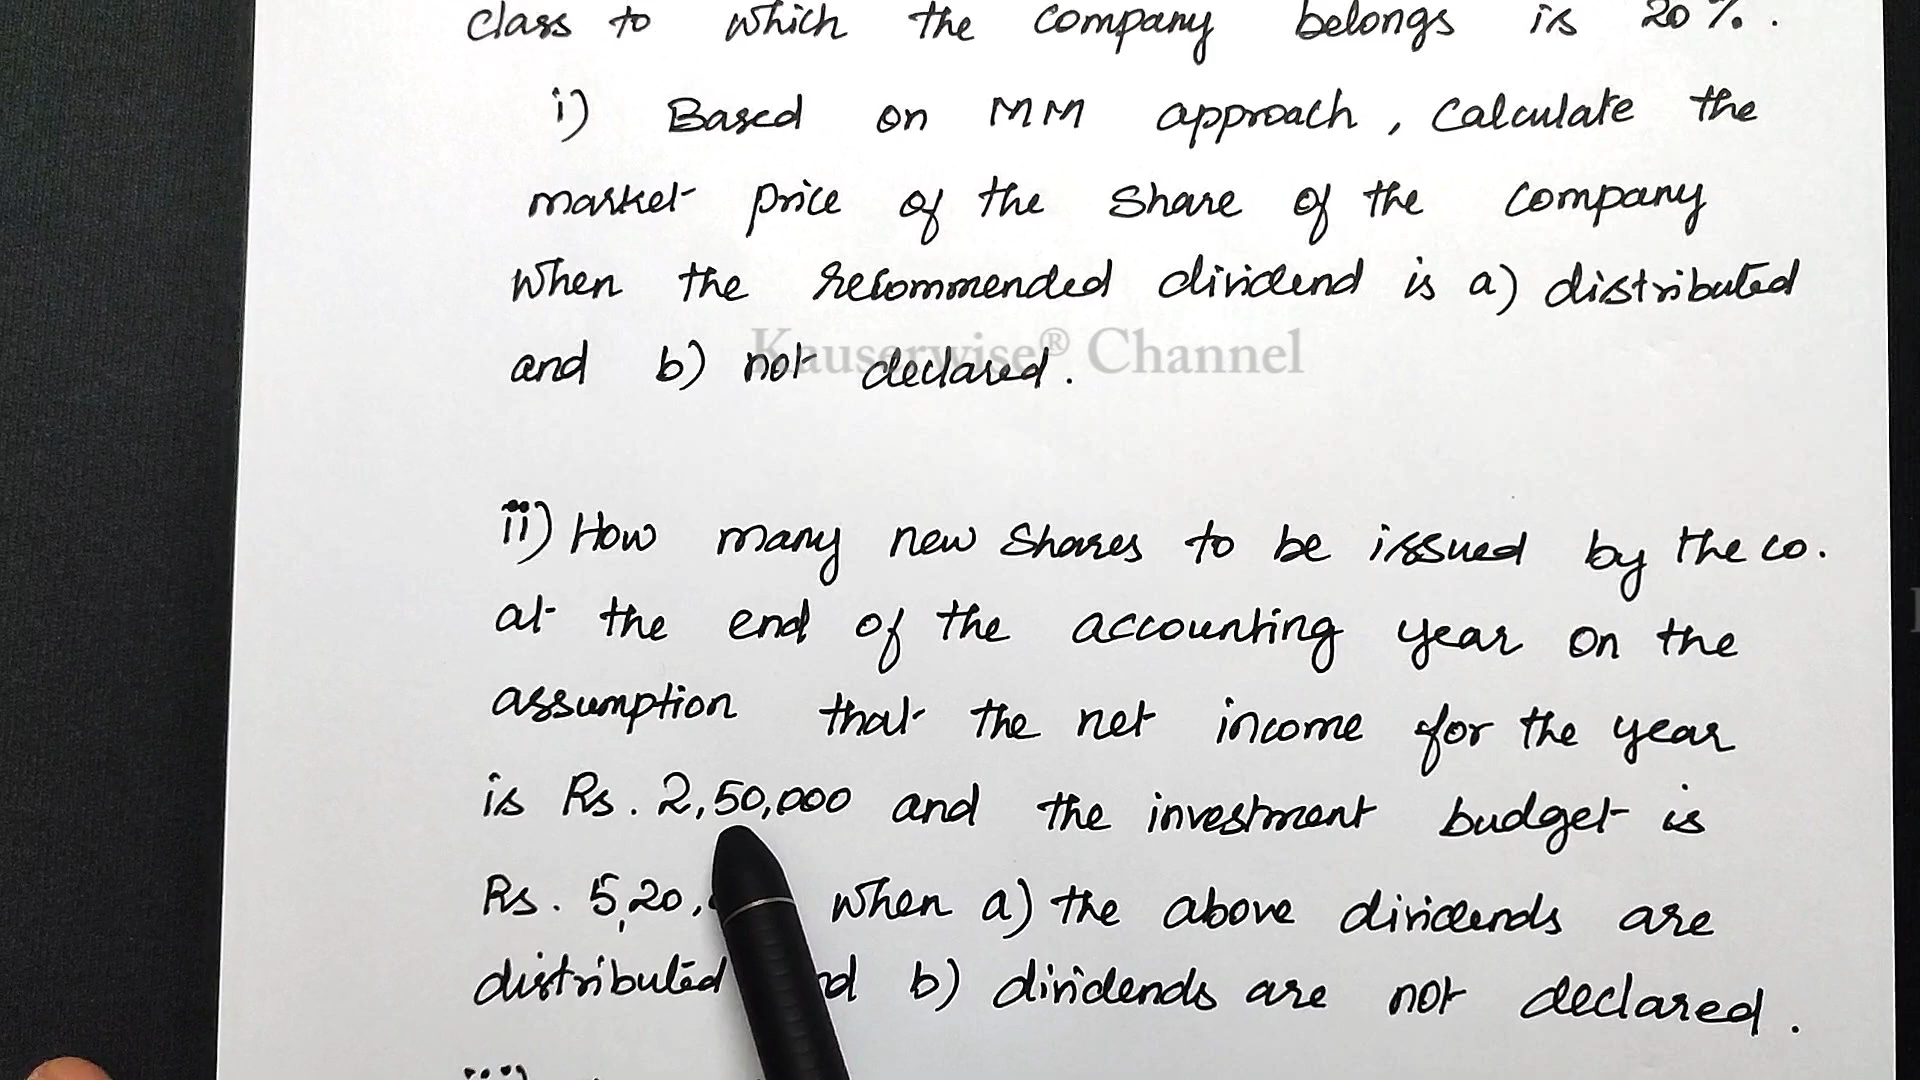 class to which the company belongs is 20%.
i) Based on MM approach, calculate the
market price of the share of the company
when the recommended dividend is a) distributed
and b) not declared.
Kauserwise® Channel
ii) How many new shares to be issued by the co.
at the end of the accounting year on the
assumption that the net income for the year
is Rs. 2,50,000 and the investment budget is
Rs. 5,20, when a) the above dividends are
distributed b) dividends are not declared.